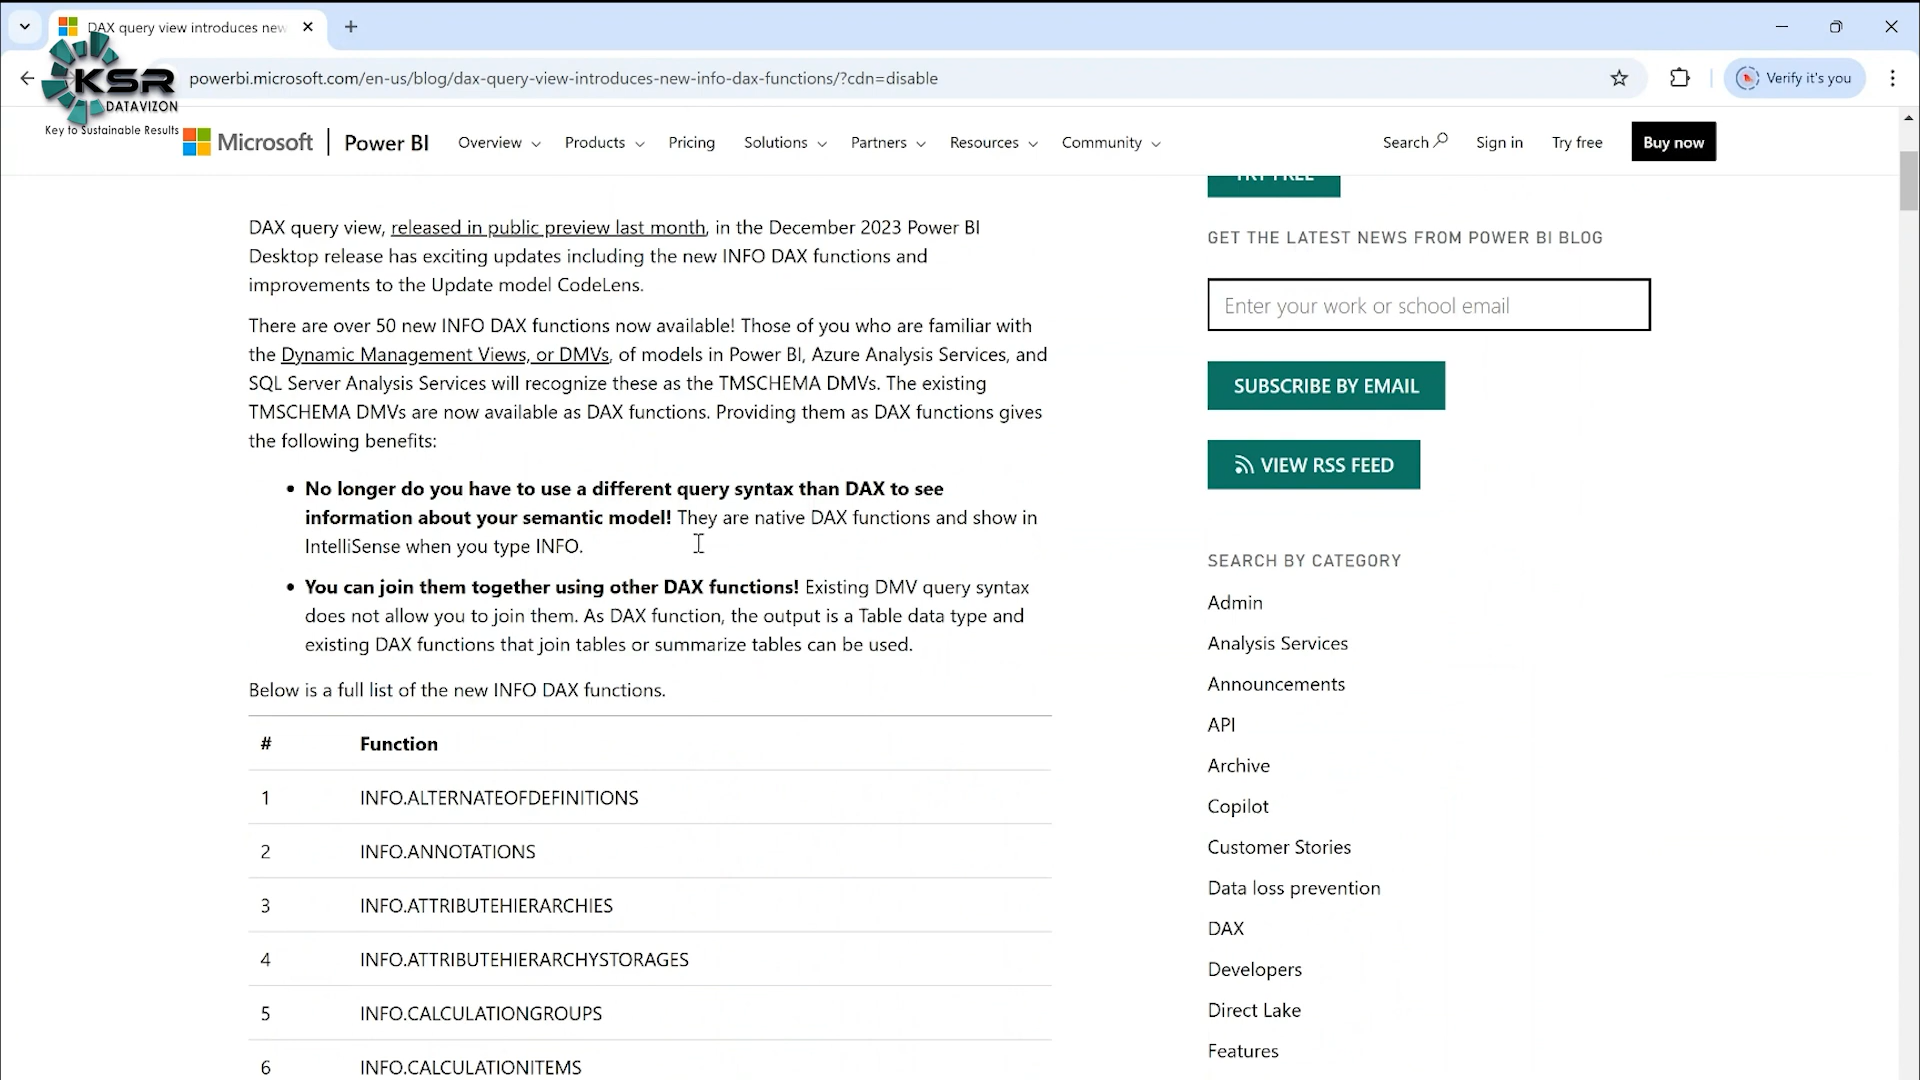 DAX query view introduces new
powerbi.microsoft.com/en-us/blog/dax-query-view-introduces-new-info-dax-functions/?cdn=disable
Verify it's you
KSR
DATAVIZON
Key to Sustainable Results
Microsoft
Power BI
Overview
Products
Pricing
Solutions
Partners
Resources
Community
Search
Sign in
Try free
Buy now
DAX query view, released in public preview last month, in the December 2023 Power BI
Desktop release has exciting updates including the new INFO DAX functions and
improvements to the Update model CodeLens.
There are over 50 new INFO DAX functions now available! Those of you who are familiar with
the Dynamic Management Views, or DMVs, of models in Power BI, Azure Analysis Services, and
SQL Server Analysis Services will recognize these as the TMSCHEMA DMVs. The existing
TMSCHEMA DMVs are now available as DAX functions. Providing them as DAX functions gives
the following benefits:
• No longer do you have to use a different query syntax than DAX to see
information about your semantic model! They are native DAX functions and show in
IntelliSense when you type INFO.
• You can join them together using other DAX functions! Existing DMV query syntax
does not allow you to join them. As DAX function, the output is a Table data type and
existing DAX functions that join tables or summarize tables can be used.
Below is a full list of the new INFO DAX functions.
# Function
1 INFO.ALTERNATEOFDEFINITIONS
2 INFO.ANNOTATIONS
3 INFO.ATTRIBUTEHIERARCHIES
4 INFO.ATTRIBUTEHIERARCHYSTORAGES
5 INFO.CALCULATIONGROUPS
6 INFO.CALCULATIONITEMS
TRY FREE
GET THE LATEST NEWS FROM POWER BI BLOG
Enter your work or school email
SUBSCRIBE BY EMAIL
VIEW RSS FEED
SEARCH BY CATEGORY
Admin
Analysis Services
Announcements
API
Archive
Copilot
Customer Stories
Data loss prevention
DAX
Developers
Direct Lake
Features